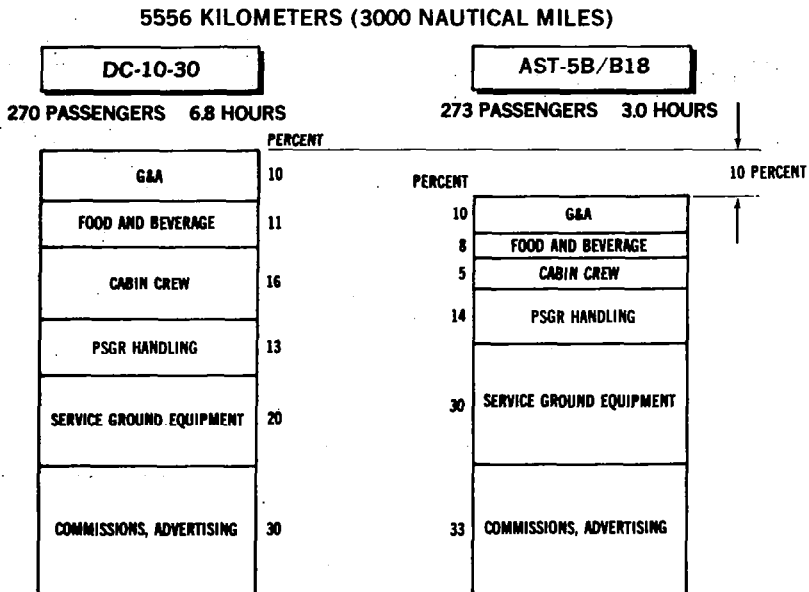 5556 KILOMETERS (3000 NAUTICAL MILES)
DC-10-30
270 PASSENGERS 6.8 HOURS
PERCENT
G&A 10
FOOD AND BEVERAGE 11
CABIN CREW 16
PSGR HANDLING 13
SERVICE GROUND EQUIPMENT 20
COMMISSIONS, ADVERTISING 30
AST-5B/B18
273 PASSENGERS 3.0 HOURS
10 PERCENT
PERCENT
10 G&A
8 FOOD AND BEVERAGE
5 CABIN CREW
14 PSGR HANDLING
30 SERVICE GROUND EQUIPMENT
33 COMMISSIONS, ADVERTISING